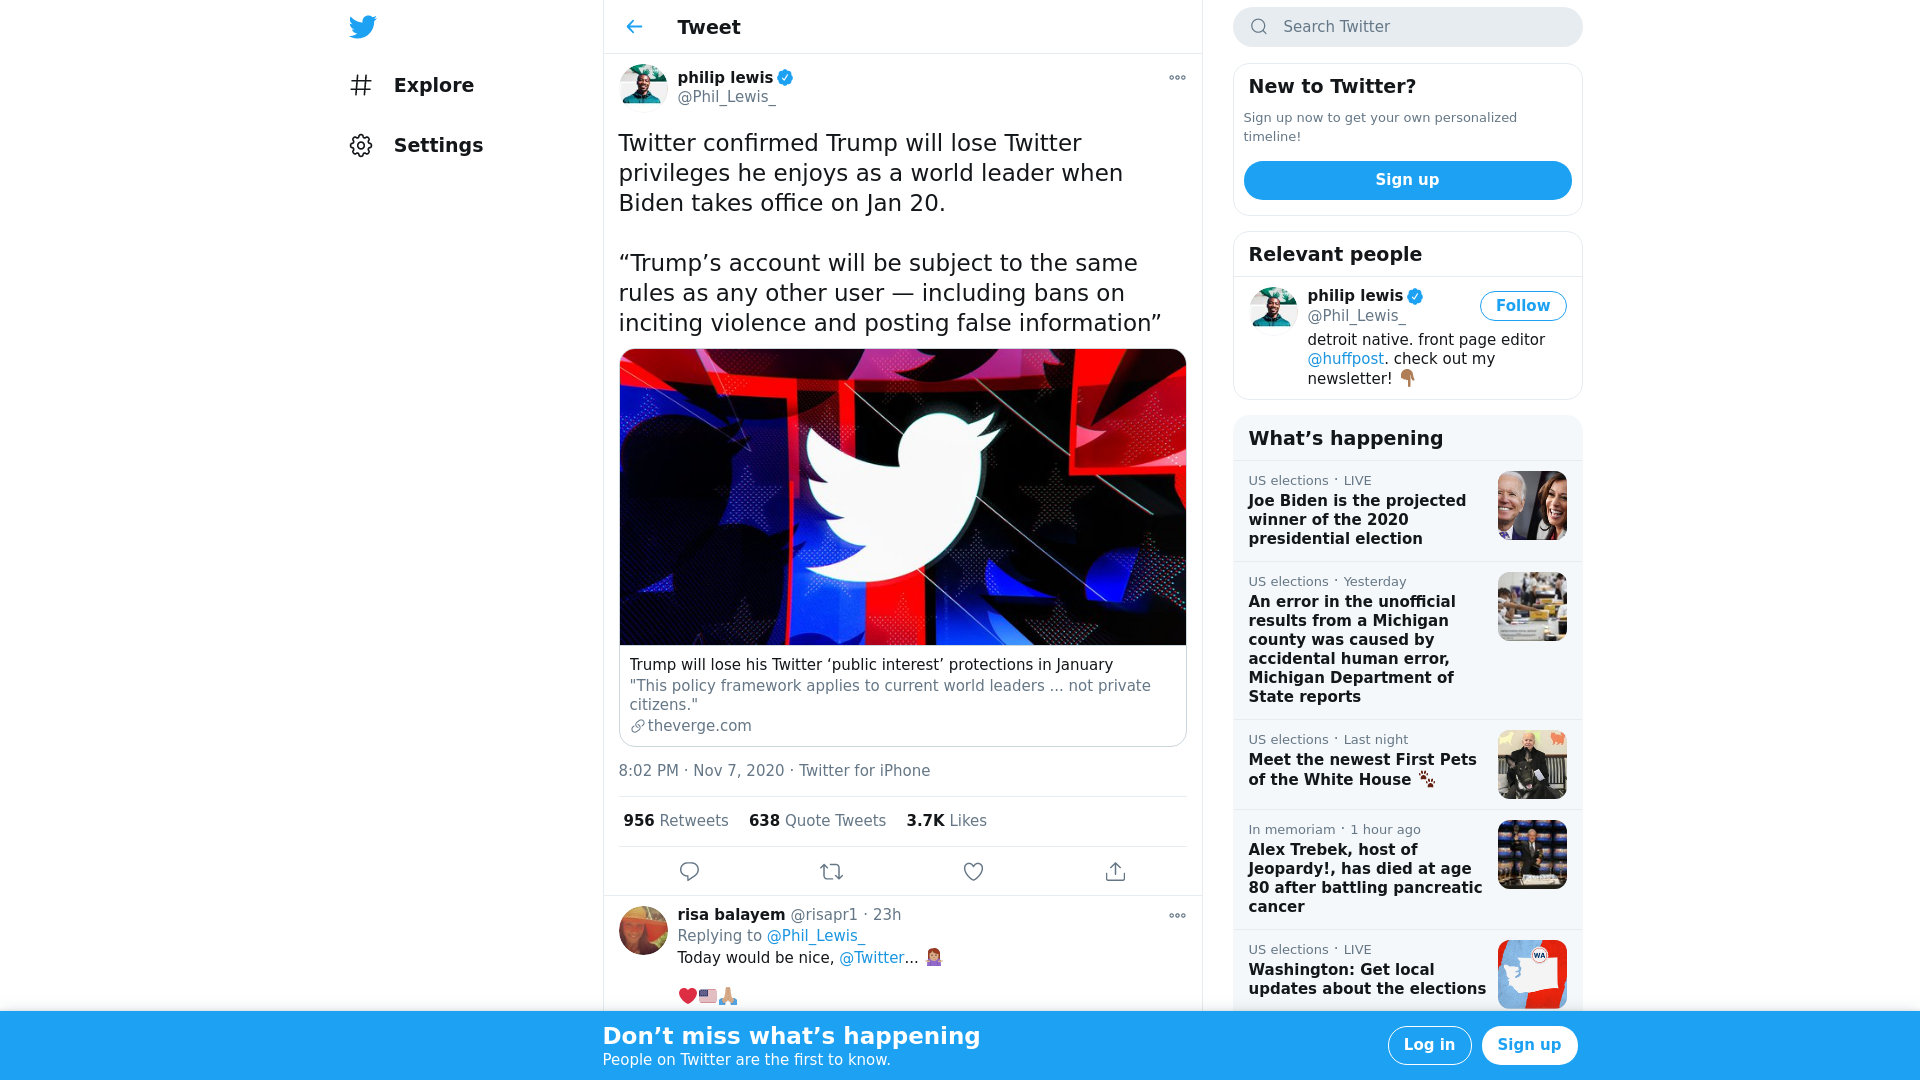 Explore
Settings
Tweet
philip lewis
@Phil_Lewis_
Twitter confirmed Trump will lose Twitter
privileges he enjoys as a world leader when
Biden takes office on Jan 20.
“Trump’s account will be subject to the same
rules as any other user — including bans on
inciting violence and posting false information”
Trump will lose his Twitter ‘public interest’ protections in January
"This policy framework applies to current world leaders ... not private
citizens."
theverge.com
8:02 PM · Nov 7, 2020 · Twitter for iPhone
956 Retweets 638 Quote Tweets 3.7K Likes
risa balayem @risapr1 · 23h
Replying to @Phil_Lewis_
Today would be nice, @Twitter... 🤷🏽‍♀️
❤️🇺🇸🙏🏼
Search Twitter
New to Twitter?
Sign up now to get your own personalized
timeline!
Sign up
Relevant people
philip lewis
@Phil_Lewis_
Follow
detroit native. front page editor
@huffpost. check out my
newsletter! 👇🏾
What’s happening
US elections · LIVE
Joe Biden is the projected
winner of the 2020
presidential election
US elections · Yesterday
An error in the unofficial
results from a Michigan
county was caused by
accidental human error,
Michigan Department of
State reports
US elections · Last night
Meet the newest First Pets
of the White House 🐾
In memoriam · 1 hour ago
Alex Trebek, host of
Jeopardy!, has died at age
80 after battling pancreatic
cancer
US elections · LIVE
Washington: Get local
updates about the elections
WA
Don’t miss what’s happening
People on Twitter are the first to know.
Log in
Sign up